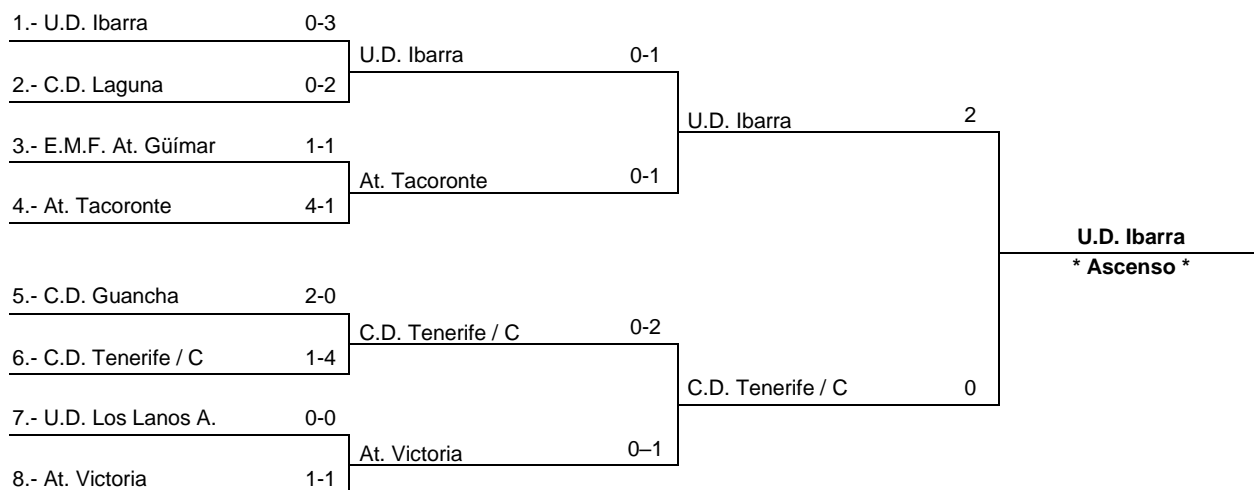 1.- U.D. Ibarra 0-3
U.D. Ibarra 0-1
2.- C.D. Laguna 0-2
U.D. Ibarra 2
3.- E.M.F. At. Güímar 1-1
At. Tacoronte 0-1
4.- At. Tacoronte 4-1
U.D. Ibarra
* Ascenso *
5.- C.D. Guancha 2-0
C.D. Tenerife / C 0-2
6.- C.D. Tenerife / C 1-4
C.D. Tenerife / C 0
7.- U.D. Los Lanos A. 0-0
At. Victoria 0–1
8.- At. Victoria 1-1